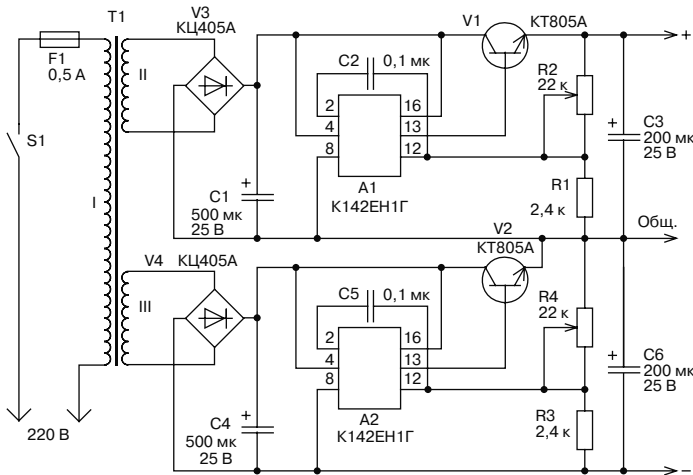 T1
V3
КЦ405А
F1
0,5 А
II
S1
I
C1
500 мк
25 В
+
C2
0,1 мк
2
4
8
16
13
12
A1
К142ЕН1Г
V1
КТ805А
+
R2
22 к
+
C3
200 мк
25 В
R1
2,4 к
Общ.
V4
КЦ405А
III
C4
500 мк
25 В
+
C5
0,1 мк
2
4
8
16
13
12
A2
К142ЕН1Г
V2
КТ805А
R4
22 к
+
C6
200 мк
25 В
R3
2,4 к
−
220 В